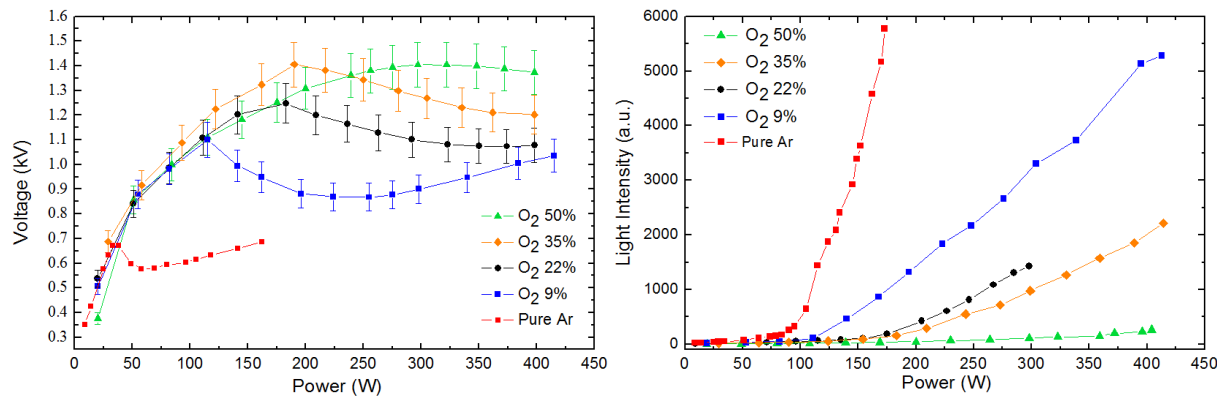 1.6
1.5
1.4
1.3
1.2
1.1
1.0
0.9
0.8
0.7
0.6
0.5
0.4
0.3
Voltage (kV)
O2 50%
O2 35%
O2 22%
O2 9%
Pure Ar
0 50 100 150 200 250 300 350 400 450
Power (W)
6000
5000
4000
3000
2000
1000
0
Light Intensity (a.u.)
O2 50%
O2 35%
O2 22%
O2 9%
Pure Ar
0 50 100 150 200 250 300 350 400 450
Power (W)